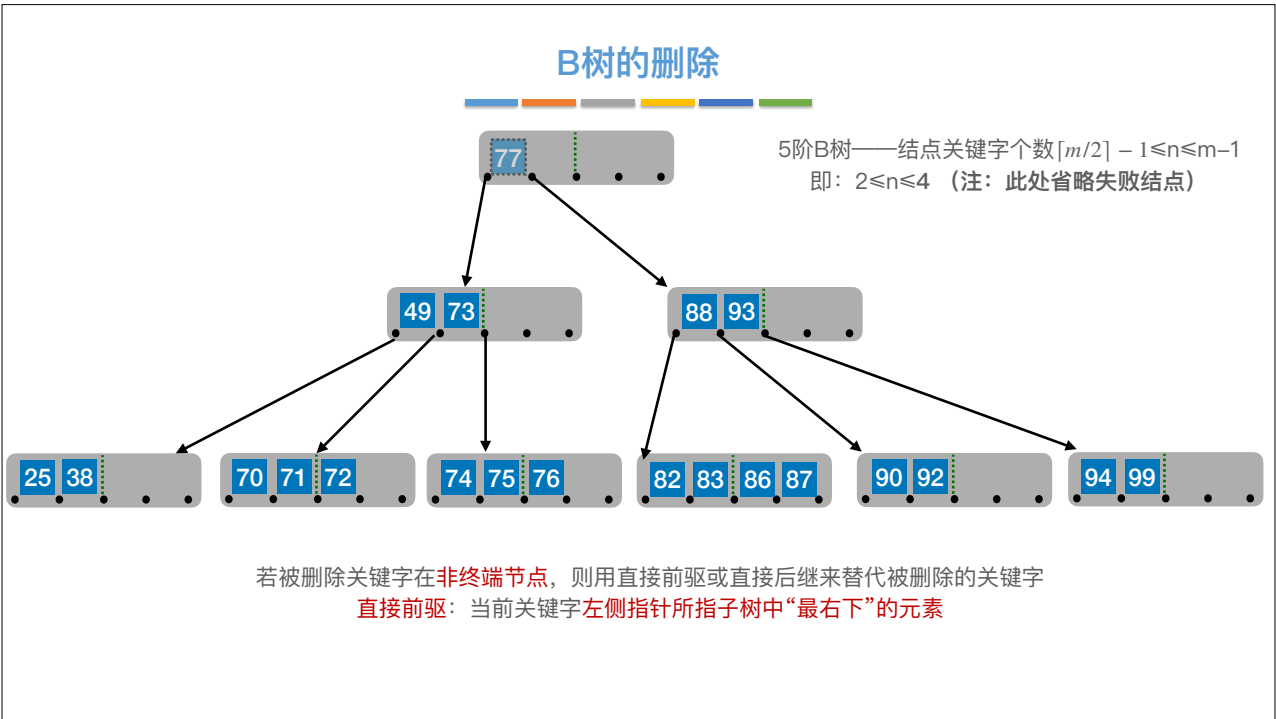 B树的删除
77
5阶B树——结点关键字个数⌈m/2⌉ − 1≤n≤m−1
即：2≤n≤4 （注：此处省略失败结点）
49 73
88 93
25 38
70 71 72
74 75 76
82 83 86 87
90 92
94 99
若被删除关键字在非终端节点，则用直接前驱或直接后继来替代被删除的关键字
直接前驱：当前关键字左侧指针所指子树中“最右下”的元素